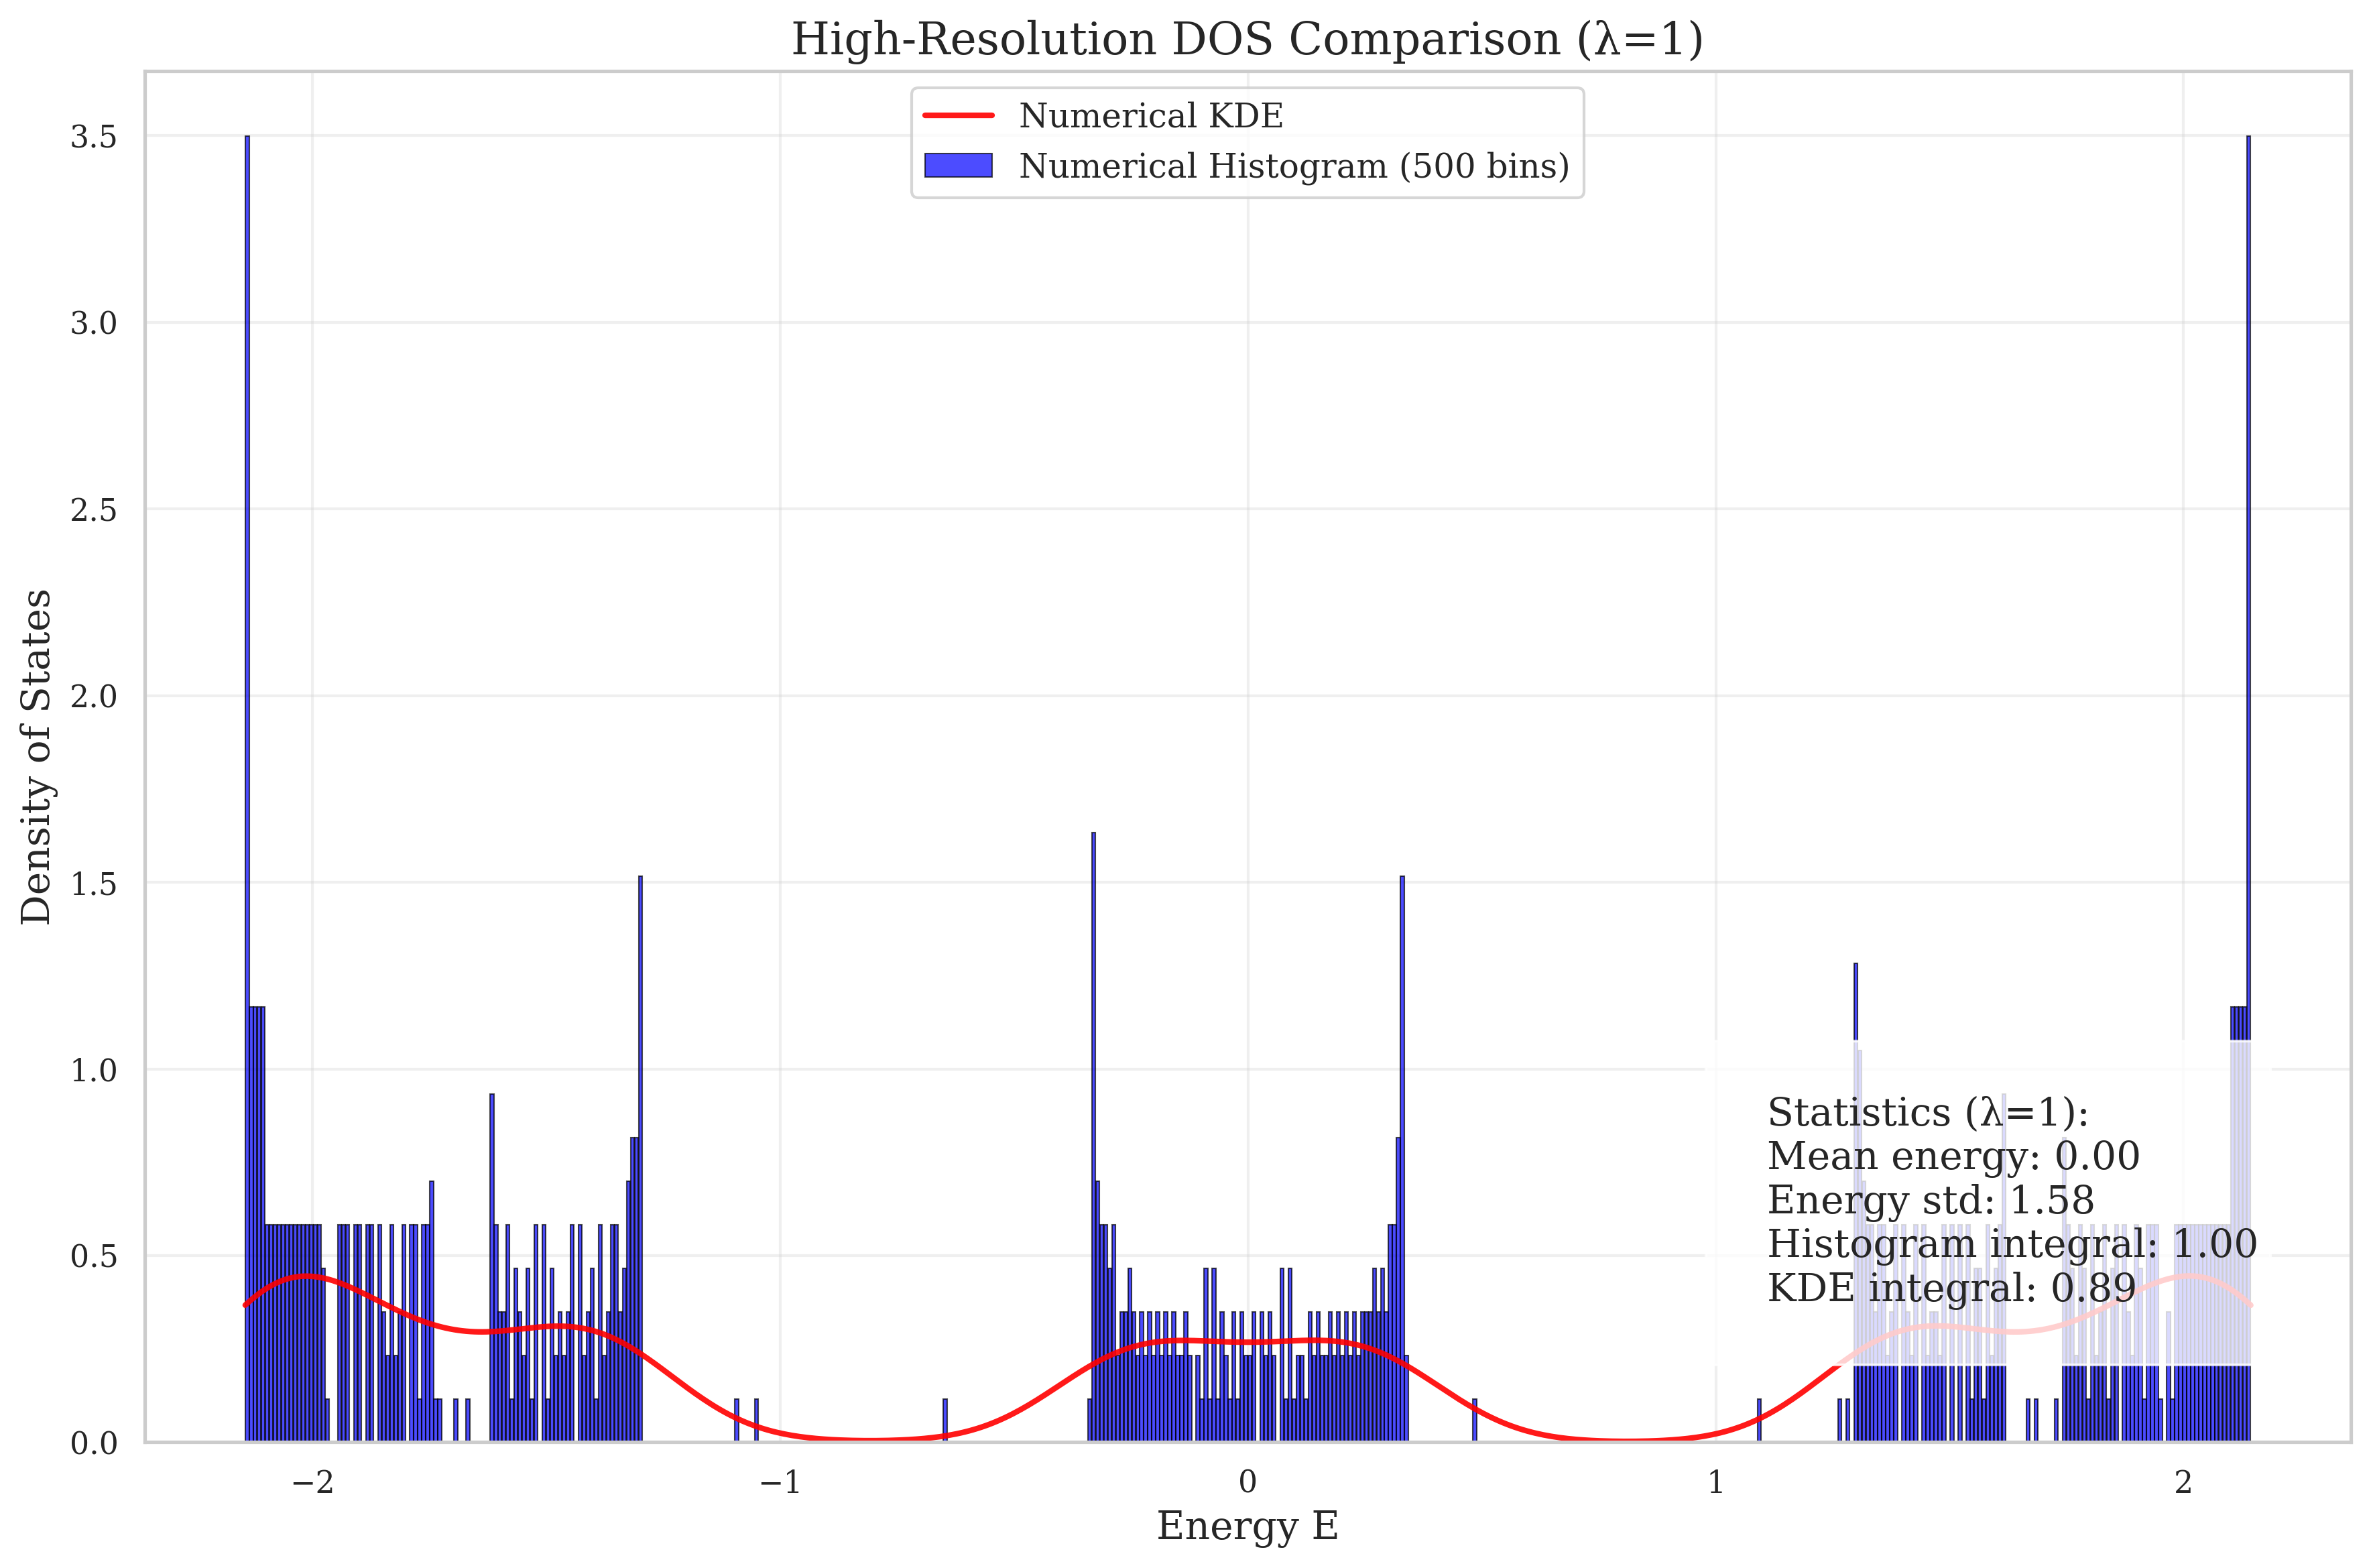 High-Resolution DOS Comparison (λ=1)
Numerical KDE
Numerical Histogram (500 bins)
Density of States
3.5
3.0
2.5
2.0
1.5
1.0
0.5
0.0
Statistics (λ=1):
Mean energy: 0.00
Energy std: 1.58
Histogram integral: 1.00
KDE integral: 0.89
−2
−1
0
1
2
Energy E